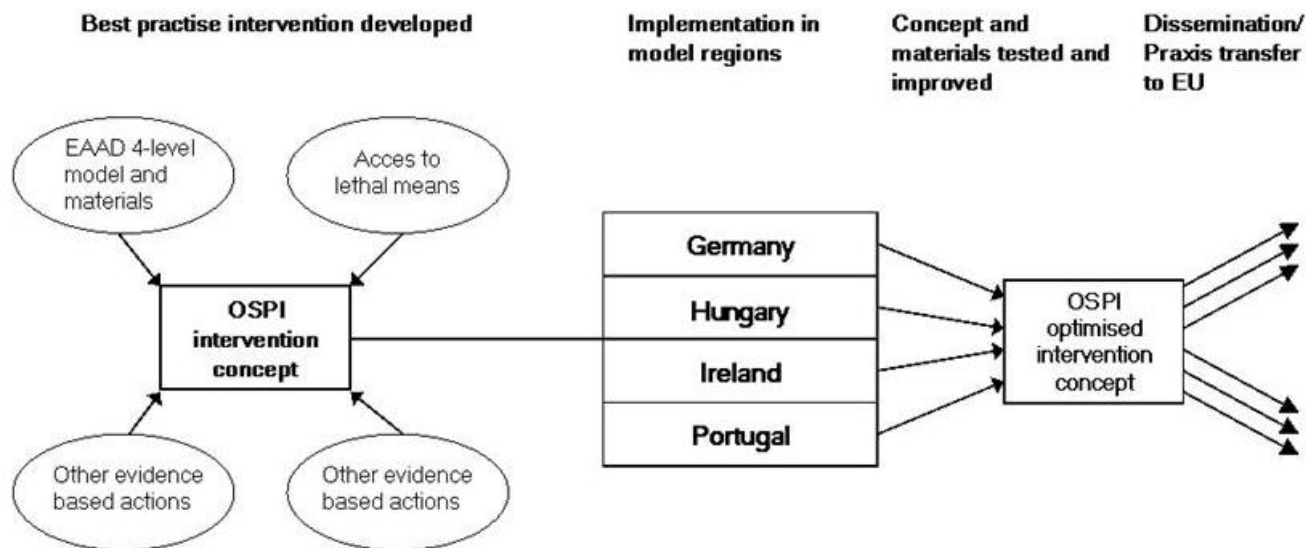 Best practise intervention developed
Implementation in
model regions
Concept and
materials tested and
improved
Dissemination/
Praxis transfer
to EU
EAAD 4-level
model and
materials
Acces to
lethal means
OSPI
intervention
concept
Other evidence
based actions
Other evidence
based actions
Germany
Hungary
Ireland
Portugal
OSPI
optimised
intervention
concept